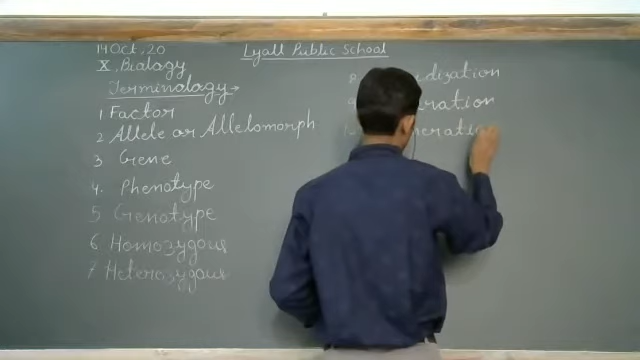 14 Oct, 20
Lyall Public School
X, Biology
Terminology →
1 Factor
2 Allele or Allelomorph
3 Gene
4. Phenotype
5 Genotype
6 Homozygous
7 Heterozygous
8